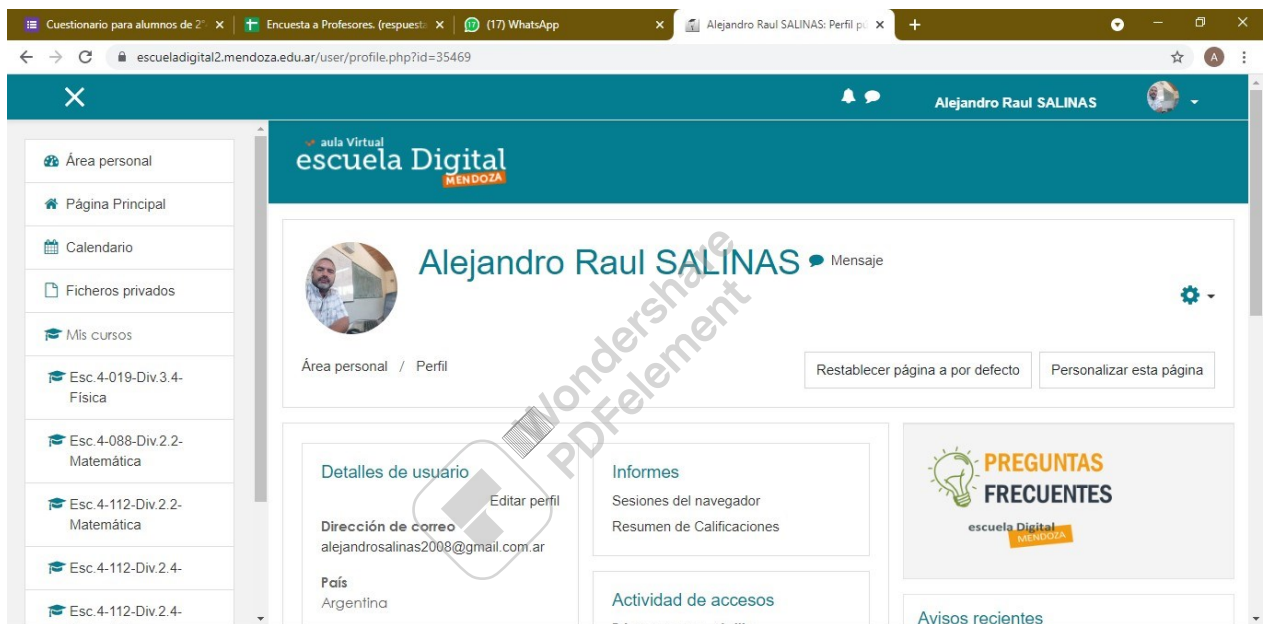 Cuestionario para alumnos de 2°
Encuesta a Profesores. (respuest
(17) WhatsApp
Alejandro Raul SALINAS: Perfil pú
escueladigital2.mendoza.edu.ar/user/profile.php?id=35469
A
Alejandro Raul SALINAS
Área personal
Página Principal
Calendario
Ficheros privados
Mis cursos
Esc.4-019-Div.3.4-
Física
Esc.4-088-Div.2.2-
Matemática
Esc.4-112-Div.2.2-
Matemática
Esc.4-112-Div.2.4-
Esc.4-112-Div.2.4-
aula Virtual
escuela Digital
MENDOZA
Alejandro Raul SALINAS
Mensaje
Área personal / Perfil
Restablecer página a por defecto
Personalizar esta página
Detalles de usuario
Editar perfil
Dirección de correo
alejandrosalinas2008@gmail.com.ar
País
Argentina
Informes
Sesiones del navegador
Resumen de Calificaciones
Actividad de accesos
PREGUNTAS
FRECUENTES
escuela Digital
MENDOZA
Avisos recientes
Wondershare
PDFelement